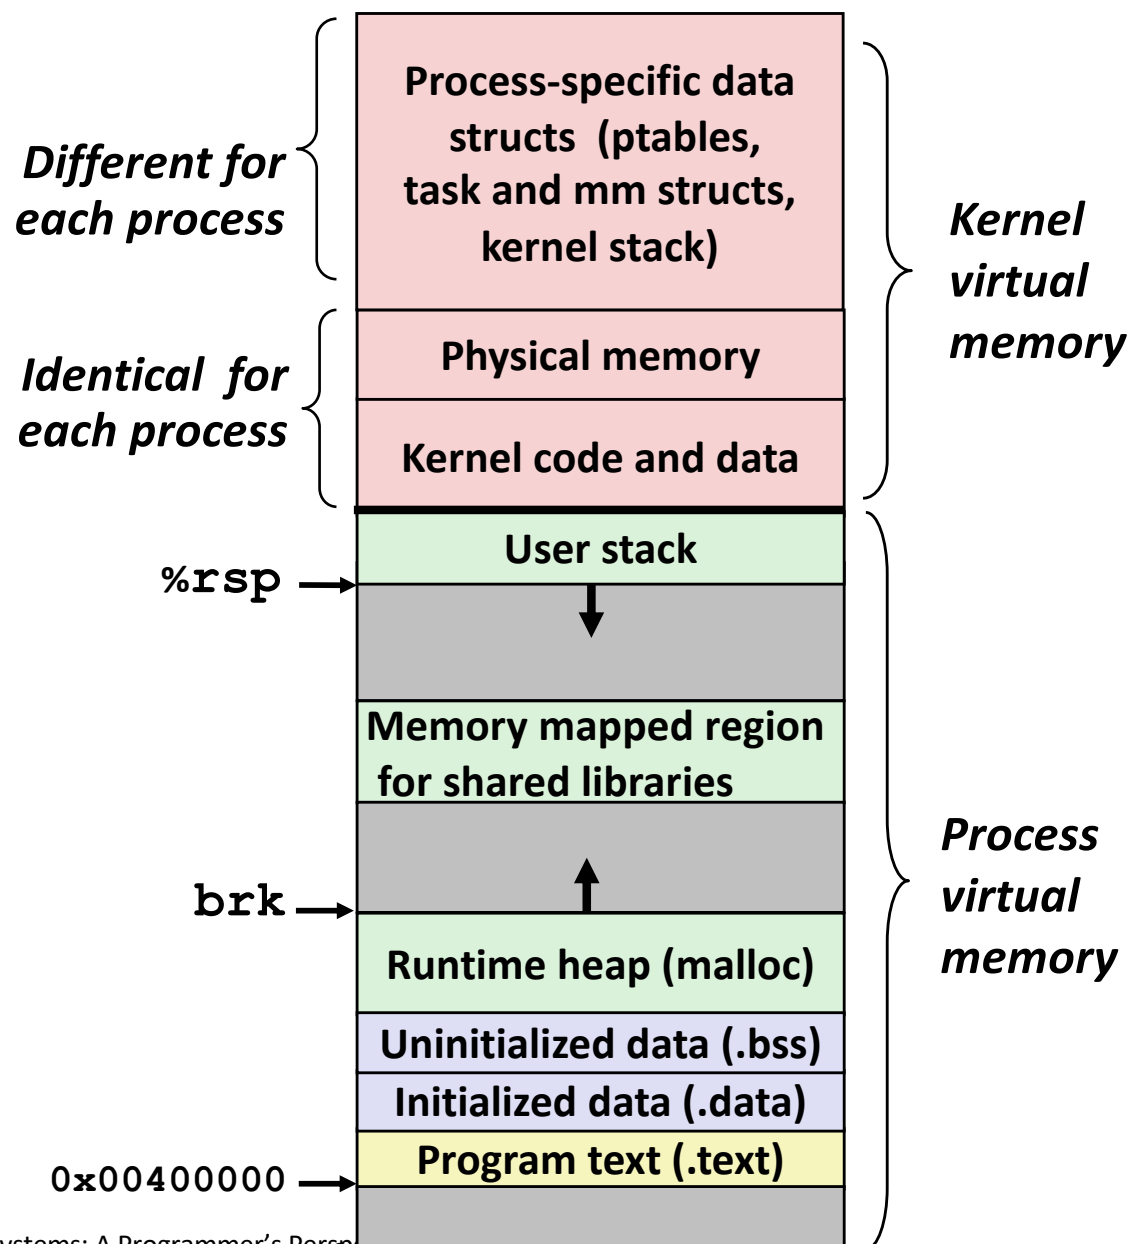 Process-specific data
structs (ptables,
task and mm structs,
kernel stack)
Different for
each process
Kernel
virtual
memory
Physical memory
Identical for
each process
Kernel code and data
User stack
%rsp
Memory mapped region
for shared libraries
Process
virtual
memory
brk
Runtime heap (malloc)
Uninitialized data (.bss)
Initialized data (.data)
Program text (.text)
0x00400000
ystems: A Programmer's